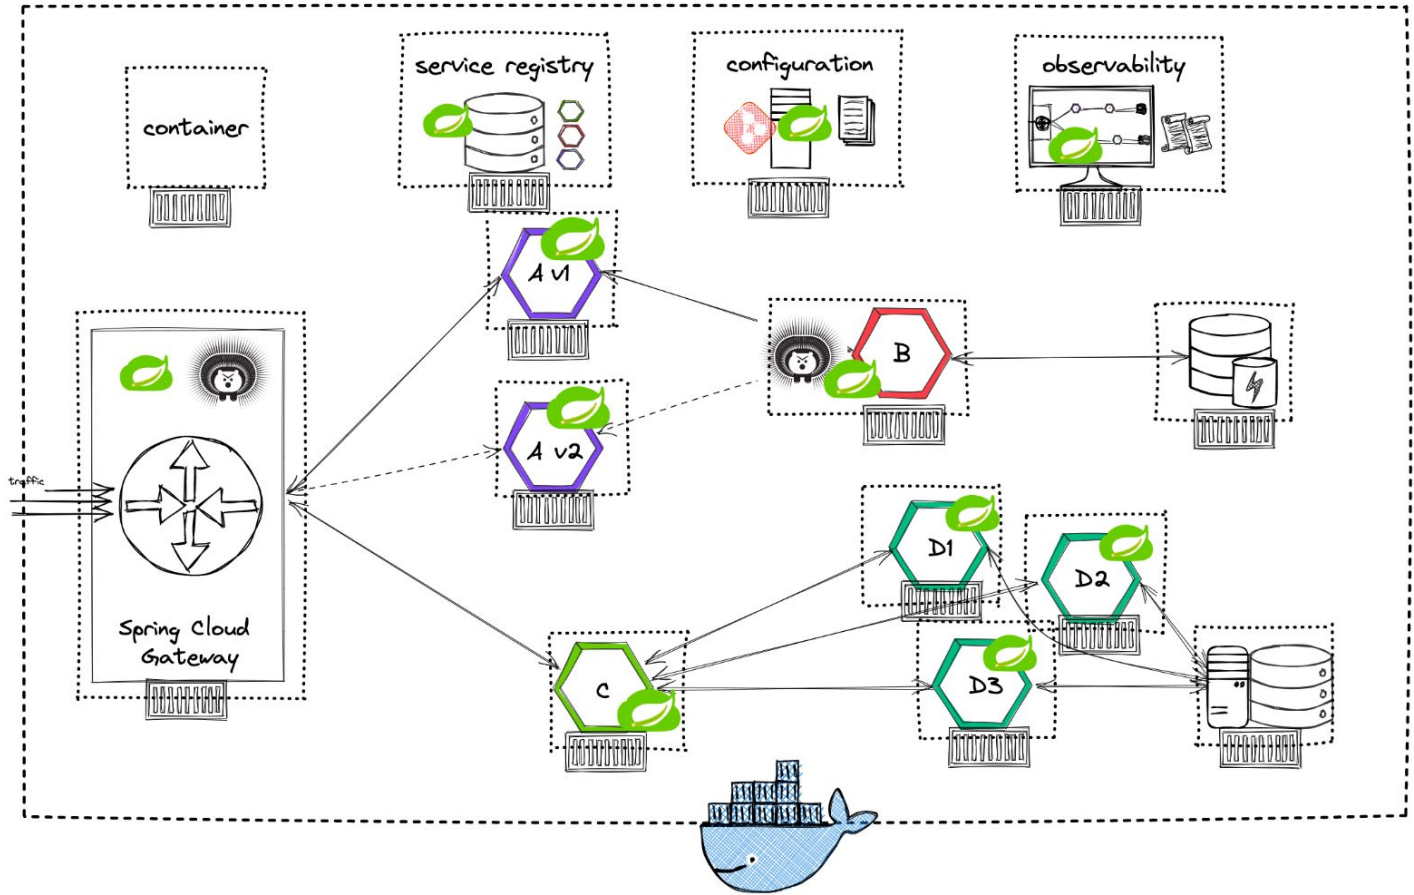 container
service registry
configuration
observability
A v1
A v2
B
traffic
Spring Cloud
Gateway
D1
D2
C
D3